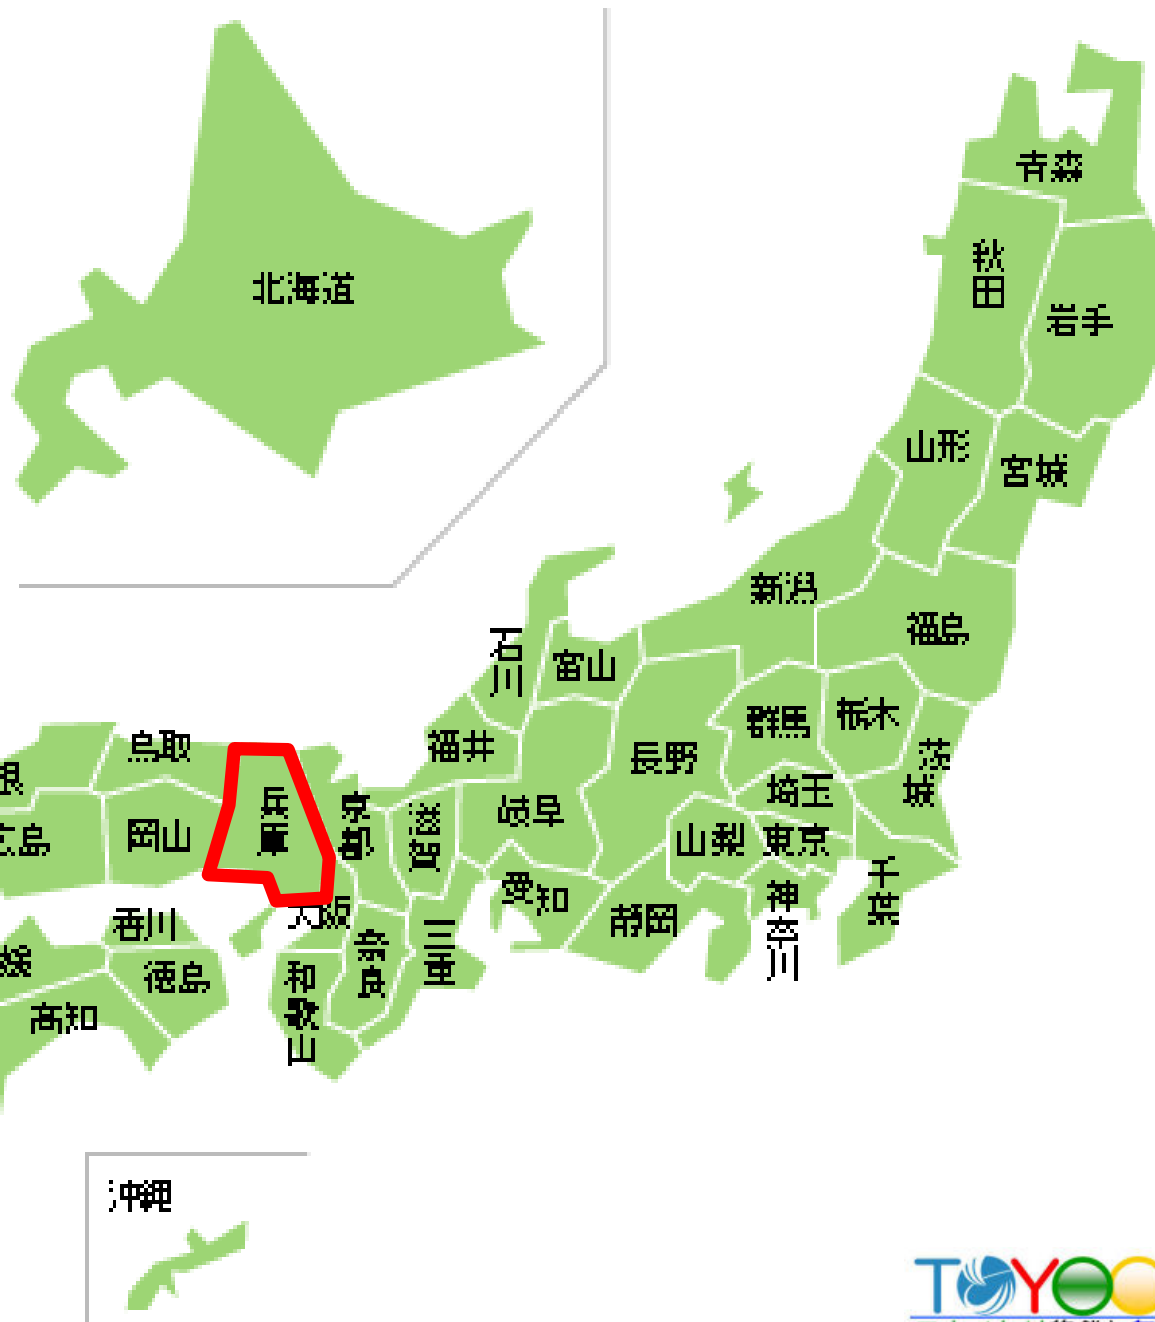 青森
秋田
北海道
岩手
山形
宮城
新潟
福島
石川
富山
栃木
群馬
福井
鳥取
長野
茨城
埼玉
岐阜
兵庫
京都
滋賀
岡山
山梨
東京
千葉
愛知
神奈川
静岡
大阪
香川
奈良
三重
徳島
和歌山
高知
沖縄
TOYOO